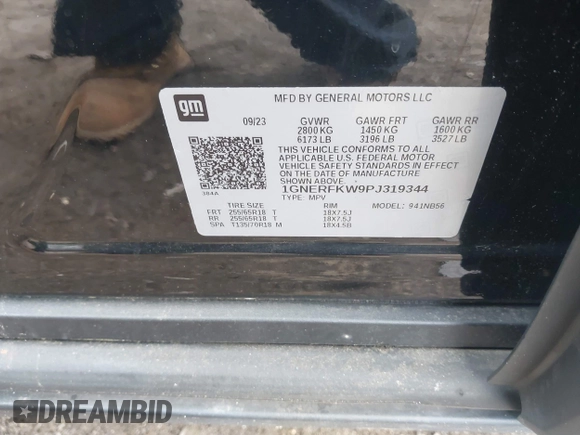 gm
MFD BY GENERAL MOTORS LLC
09/23 GVWR GAWR FRT GAWR RR
2800 KG 1450 KG 1600 KG
6173 LB 3196 LB 3527 LB
THIS VEHICLE CONFORMS TO ALL
APPLICABLE U.S. FEDERAL MOTOR
VEHICLE SAFETY STANDARDS IN EFFECT
ON THE DATE OF MANUFACTURE
SHOWN ABOVE.
1GNERFKW9PJ319344
384A TYPE: MPV
TIRE SIZE RIM MODEL: 941NB56
FRT 255/65R18 T 18X7.5J
RR 255/65R18 T 18X7.5J
SPA T135/70R18 M 18X4.5B
DREAMBID